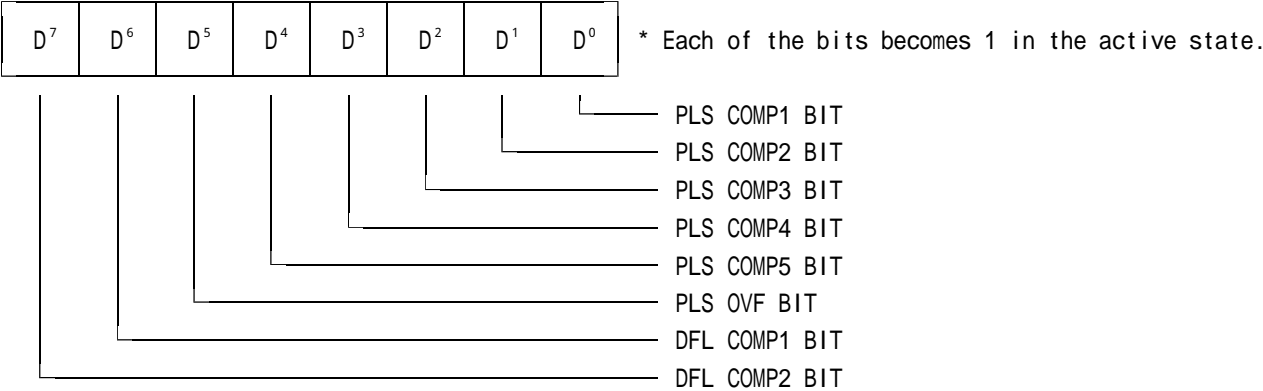 D⁷ D⁶ D⁵ D⁴ D³ D² D¹ D⁰ * Each of the bits becomes 1 in the active state.
PLS COMP1 BIT
PLS COMP2 BIT
PLS COMP3 BIT
PLS COMP4 BIT
PLS COMP5 BIT
PLS OVF BIT
DFL COMP1 BIT
DFL COMP2 BIT